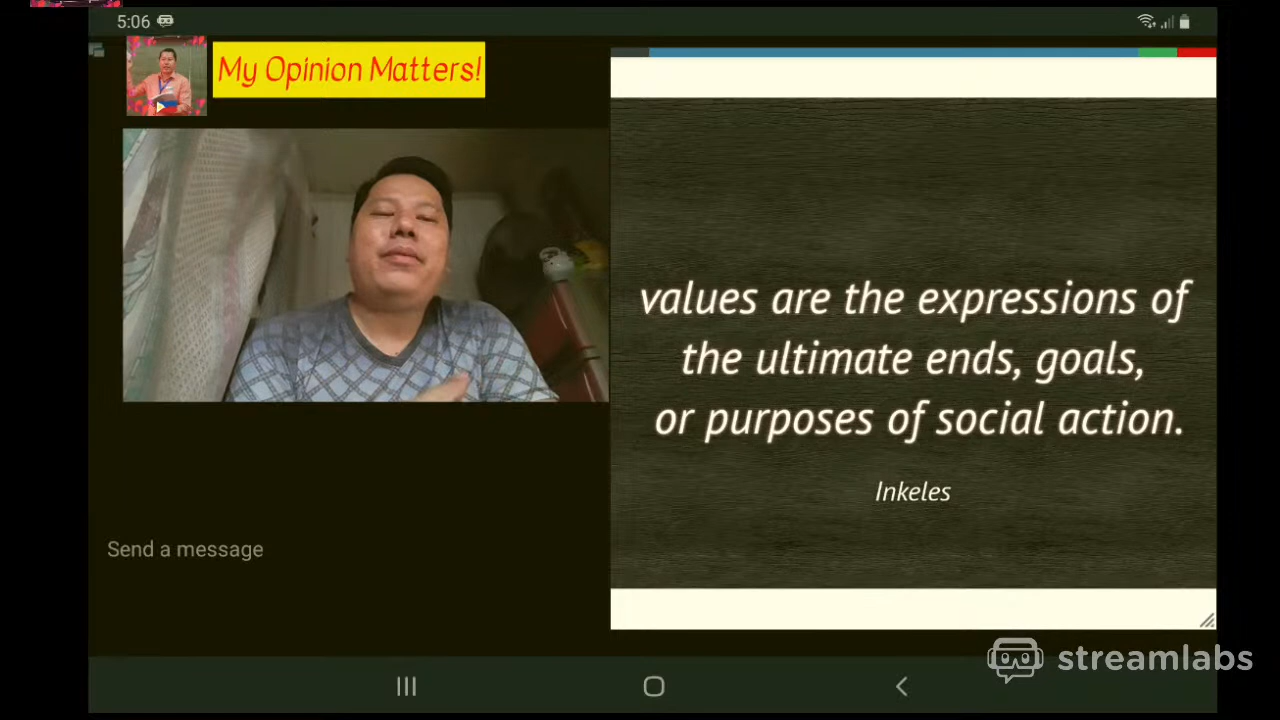 5:06
My Opinion Matters!
values are the expressions of
the ultimate ends, goals,
or purposes of social action.
Inkeles
Send a message
streamlabs